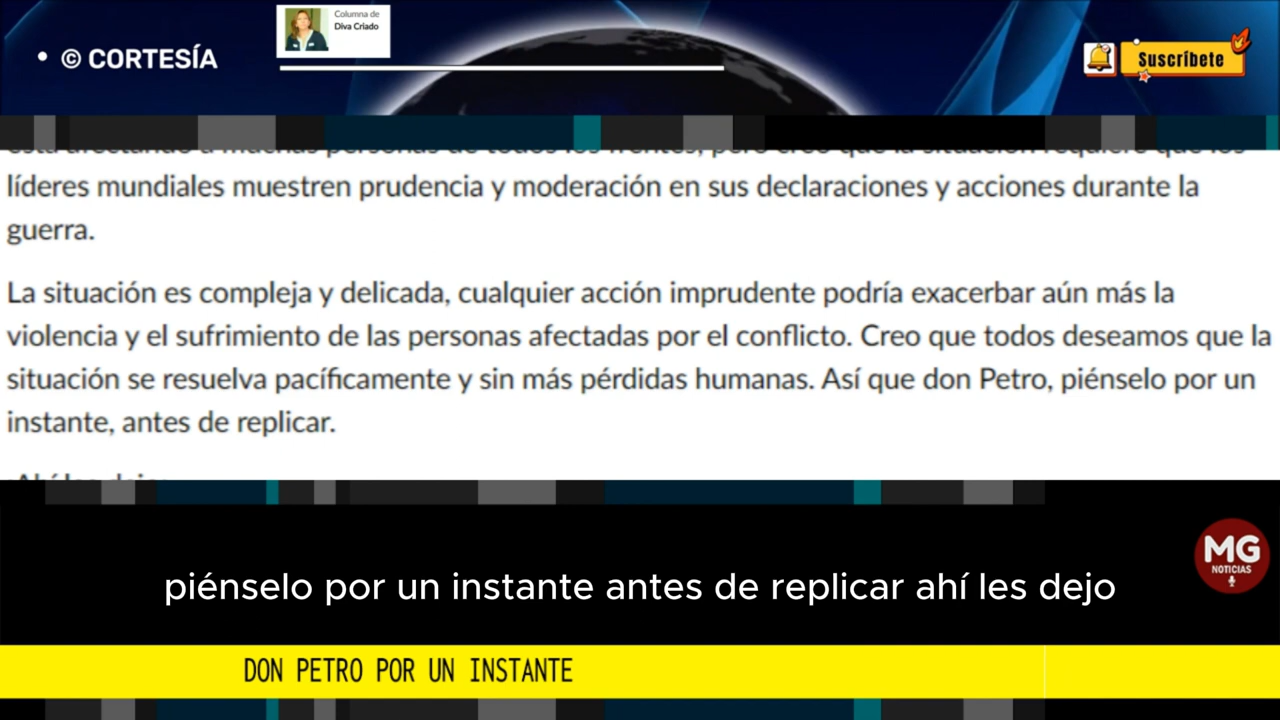 • © CORTESÍA
Columna de
Diva Criado
Suscríbete
líderes mundiales muestren prudencia y moderación en sus declaraciones y acciones durante la
guerra.
La situación es compleja y delicada, cualquier acción imprudente podría exacerbar aún más la
violencia y el sufrimiento de las personas afectadas por el conflicto. Creo que todos deseamos que la
situación se resuelva pacíficamente y sin más pérdidas humanas. Así que don Petro, piénselo por un
instante, antes de replicar.
MG
NOTICIAS
piénselo por un instante antes de replicar ahí les dejo
DON PETRO POR UN INSTANTE